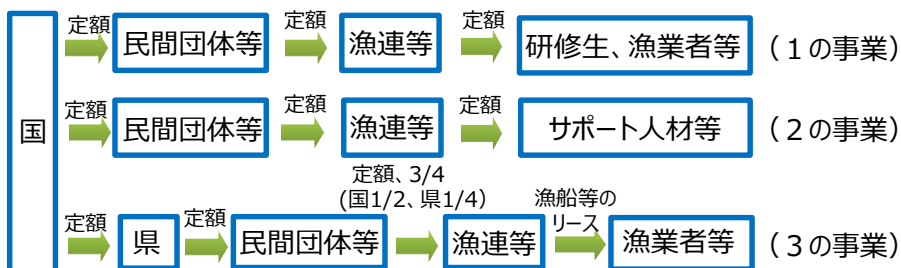 国
定額 民間団体等 定額 漁連等 定額 研修生、漁業者等 （１の事業）
定額 民間団体等 定額 漁連等 定額 サポート人材等 （２の事業）
定額、3/4
(国1/2、県1/4)
定額 県 定額 民間団体等 漁連等 漁船等の
リース 漁業者等 （３の事業）